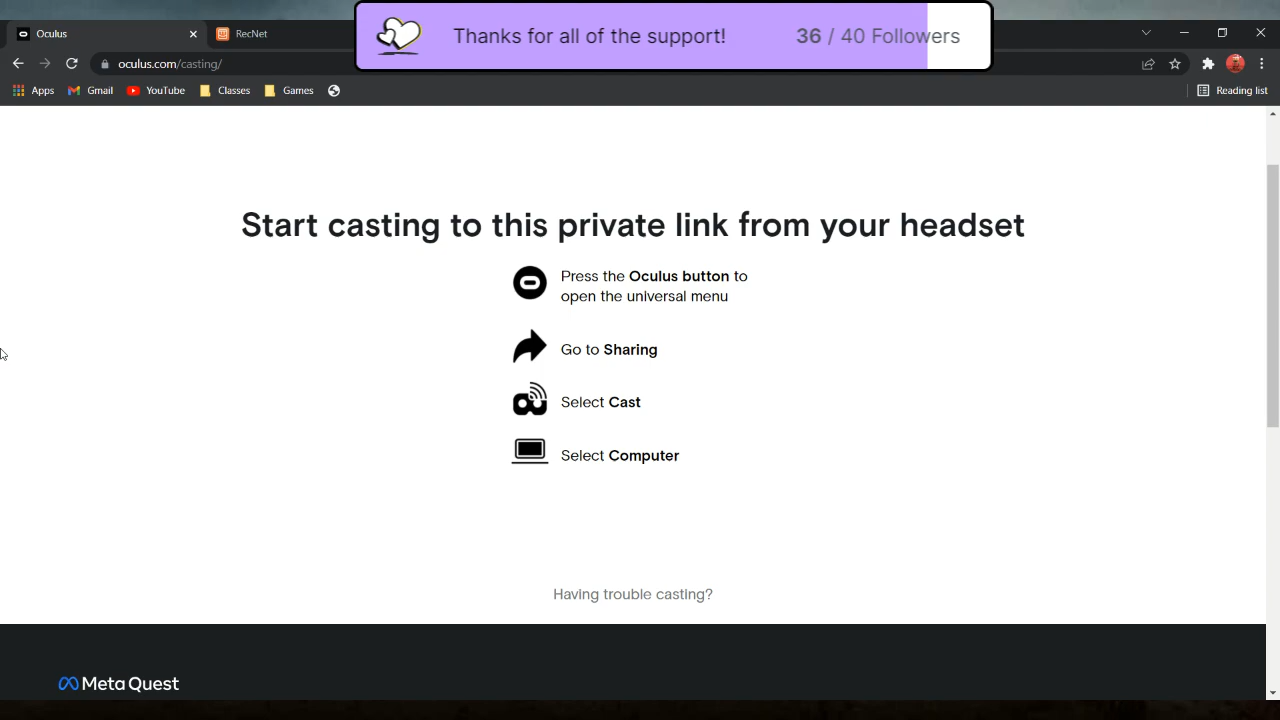 Oculus
RecNet
Thanks for all of the support! 36 / 40 Followers
oculus.com/casting/
Apps Gmail YouTube Classes Games Reading list
Start casting to this private link from your headset
Press the Oculus button to
open the universal menu
Go to Sharing
Select Cast
Select Computer
Having trouble casting?
Meta Quest